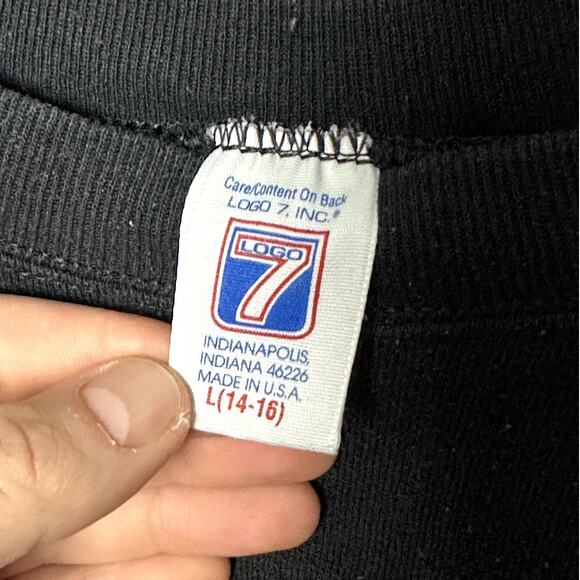 Care/Content On Back
LOGO 7, INC.®
LOGO
7
INDIANAPOLIS,
INDIANA 46226
MADE IN U.S.A.
L(14-16)